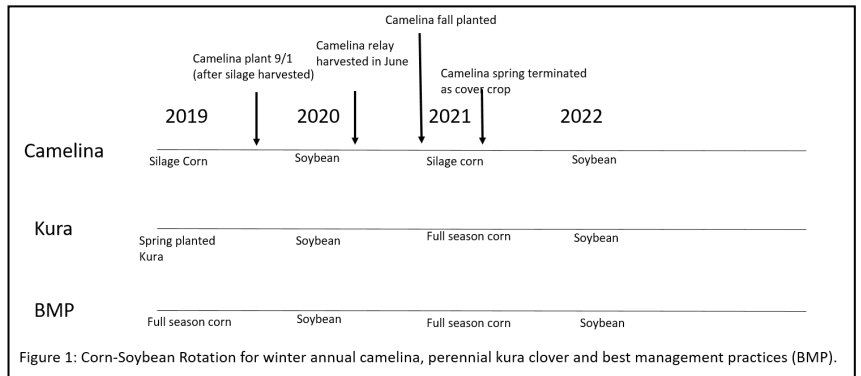 Camelina fall planted
Camelina plant 9/1
(after silage harvested)
Camelina relay
harvested in June
Camelina spring terminated
as cover crop
2019 2020 2021 2022
Camelina
Silage Corn Soybean Silage corn Soybean
Kura
Spring planted
Kura
Soybean Full season corn Soybean
BMP
Full season corn Soybean Full season corn Soybean
Figure 1: Corn-Soybean Rotation for winter annual camelina, perennial kura clover and best management practices (BMP).